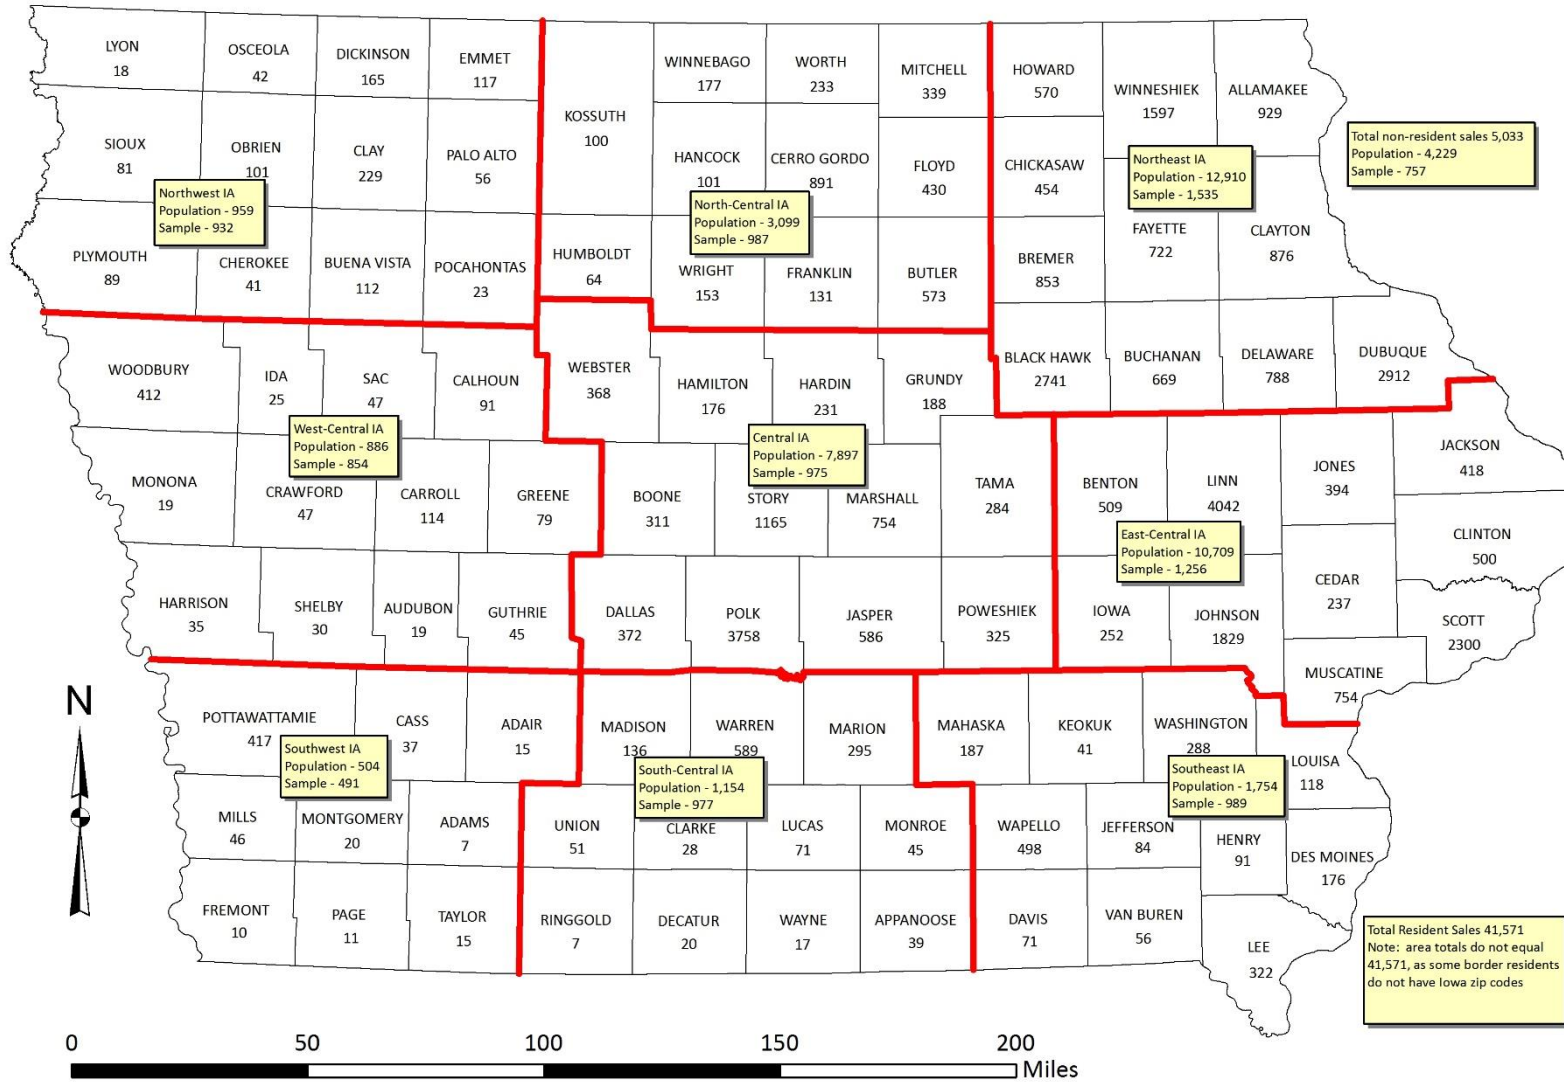 LYON
18
OSCEOLA
42
DICKINSON
165
EMMET
117
KOSSUTH
100
WINNEBAGO
177
WORTH
233
MITCHELL
339
HOWARD
570
WINNESHIEK
1597
ALLAMAKEE
929
SIOUX
81
OBRIEN
101
CLAY
229
PALO ALTO
56
HANCOCK
101
CERRO GORDO
891
FLOYD
430
CHICKASAW
454
Northeast IA
Population - 12,910
Sample - 1,535
Total non-resident sales 5,033
Population - 4,229
Sample - 757
Northwest IA
Population - 959
Sample - 932
North-Central IA
Population - 3,099
Sample - 987
FAYETTE
722
CLAYTON
876
PLYMOUTH
89
CHEROKEE
41
BUENA VISTA
112
POCAHONTAS
23
HUMBOLDT
64
WRIGHT
153
FRANKLIN
131
BUTLER
573
BREMER
853
WOODBURY
412
IDA
25
SAC
47
CALHOUN
91
WEBSTER
368
HAMILTON
176
HARDIN
231
GRUNDY
188
BLACK HAWK
2741
BUCHANAN
669
DELAWARE
788
DUBUQUE
2912
West-Central IA
Population - 886
Sample - 854
Central IA
Population - 7,897
Sample - 975
MONONA
19
CRAWFORD
47
CARROLL
114
GREENE
79
BOONE
311
STORY
1165
MARSHALL
754
TAMA
284
BENTON
509
LINN
4042
JONES
394
JACKSON
418
East-Central IA
Population - 10,709
Sample - 1,256
CLINTON
500
HARRISON
35
SHELBY
30
AUDUBON
19
GUTHRIE
45
DALLAS
372
POLK
3758
JASPER
586
POWESHIEK
325
IOWA
252
JOHNSON
1829
CEDAR
237
SCOTT
2300
MUSCATINE
754
N
POTTAWATTAMIE
417
CASS
37
ADAIR
15
MADISON
136
WARREN
589
MARION
295
MAHASKA
187
KEOKUK
41
WASHINGTON
288
LOUISA
118
Southwest IA
Population - 504
Sample - 491
South-Central IA
Population - 1,154
Sample - 977
Southeast IA
Population - 1,754
Sample - 989
MILLS
46
MONTGOMERY
20
ADAMS
7
UNION
51
CLARKE
28
LUCAS
71
MONROE
45
WAPELLO
498
JEFFERSON
84
HENRY
91
DES MOINES
176
FREMONT
10
PAGE
11
TAYLOR
15
RINGGOLD
7
DECATUR
20
WAYNE
17
APPANOOSE
39
DAVIS
71
VAN BUREN
56
LEE
322
Total Resident Sales 41,571
Note: area totals do not equal
41,571, as some border residents
do not have Iowa zip codes
0 50 100 150 200
Miles